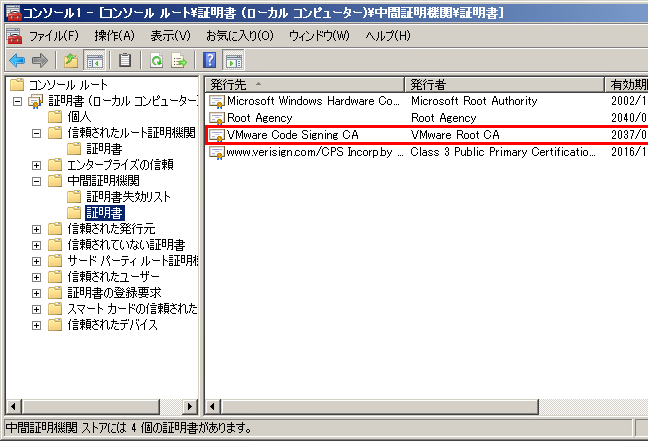 コンソール1 - [コンソール ルート¥証明書 (ローカル コンピューター)¥中間証明機関¥証明書]
ファイル(F) 操作(A) 表示(V) お気に入り(O) ウィンドウ(W) ヘルプ(H)
コンソール ルート
証明書 (ローカル コンピューター)
個人
信頼されたルート証明機関
証明書
エンタープライズの信頼
中間証明機関
証明書失効リスト
証明書
信頼された発行元
信頼されていない証明書
サード パーティ ルート証明機
信頼されたユーザー
証明書の登録要求
スマート カードの信頼された
信頼されたデバイス
発行先 発行者 有効期
Microsoft Windows Hardware Co... Microsoft Root Authority 2002/1
Root Agency Root Agency 2040/0
VMware Code Signing CA VMware Root CA 2037/0
www.verisign.com/CPS Incorp.by ... Class 3 Public Primary Certificatio... 2016/1
中間証明機関 ストアには 4 個の証明書があります。